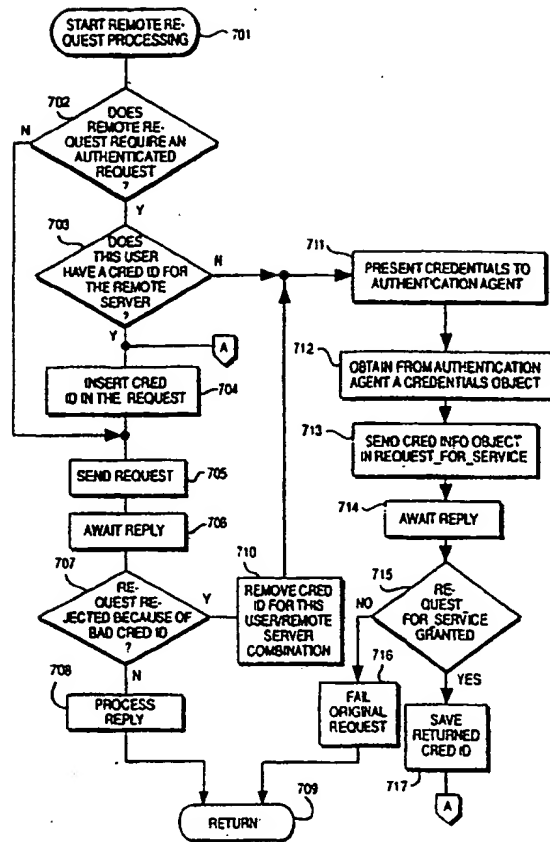 START REMOTE RE-
QUEST PROCESSING
701
702
DOES
REMOTE RE-
QUEST REQUIRE AN
AUTHENTICATED
REQUEST
?
N
Y
703
DOES
THIS USER
HAVE A CRED ID FOR
THE REMOTE
SERVER
?
N
Y
A
INSERT CRED
ID IN THE REQUEST
704
SEND REQUEST
705
AWAIT REPLY
706
707
RE-
QUEST RE-
JECTED BECAUSE OF
BAD CRED ID
?
Y
N
708
PROCESS
REPLY
710
REMOVE CRED
ID FOR THIS
USER/REMOTE
SERVER
COMBINATION
RETURN
709
711
PRESENT CREDENTIALS TO
AUTHENTICATION AGENT
712
OBTAIN FROM AUTHENTICATION
AGENT A CREDENTIALS OBJECT
713
SEND CRED INFO OBJECT
IN REQUEST_FOR_SERVICE
714
AWAIT REPLY
715
RE-
QUEST
FOR_SERVICE
GRANTED
NO
YES
716
FAIL
ORIGINAL
REQUEST
SAVE
RETURNED
CRED ID
717
A